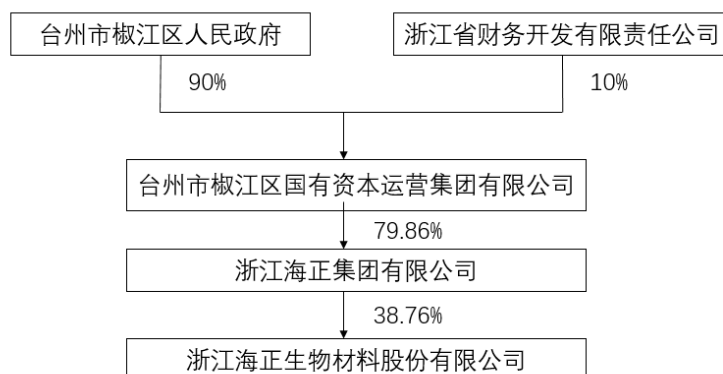 台州市椒江区人民政府
浙江省财务开发有限责任公司
90%
10%
台州市椒江区国有资本运营集团有限公司
79.86%
浙江海正集团有限公司
38.76%
浙江海正生物材料股份有限公司